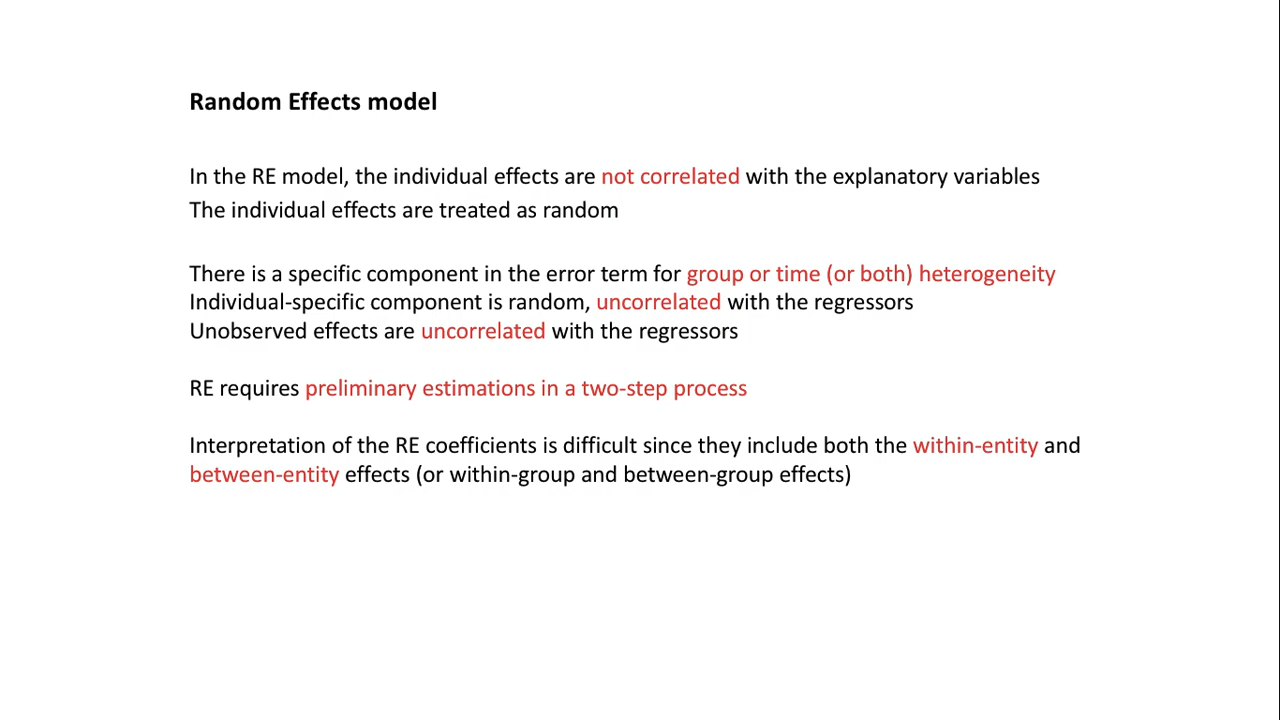 Random Effects model
In the RE model, the individual effects are not correlated with the explanatory variables
The individual effects are treated as random
There is a specific component in the error term for group or time (or both) heterogeneity
Individual-specific component is random, uncorrelated with the regressors
Unobserved effects are uncorrelated with the regressors
RE requires preliminary estimations in a two-step process
Interpretation of the RE coefficients is difficult since they include both the within-entity and
between-entity effects (or within-group and between-group effects)